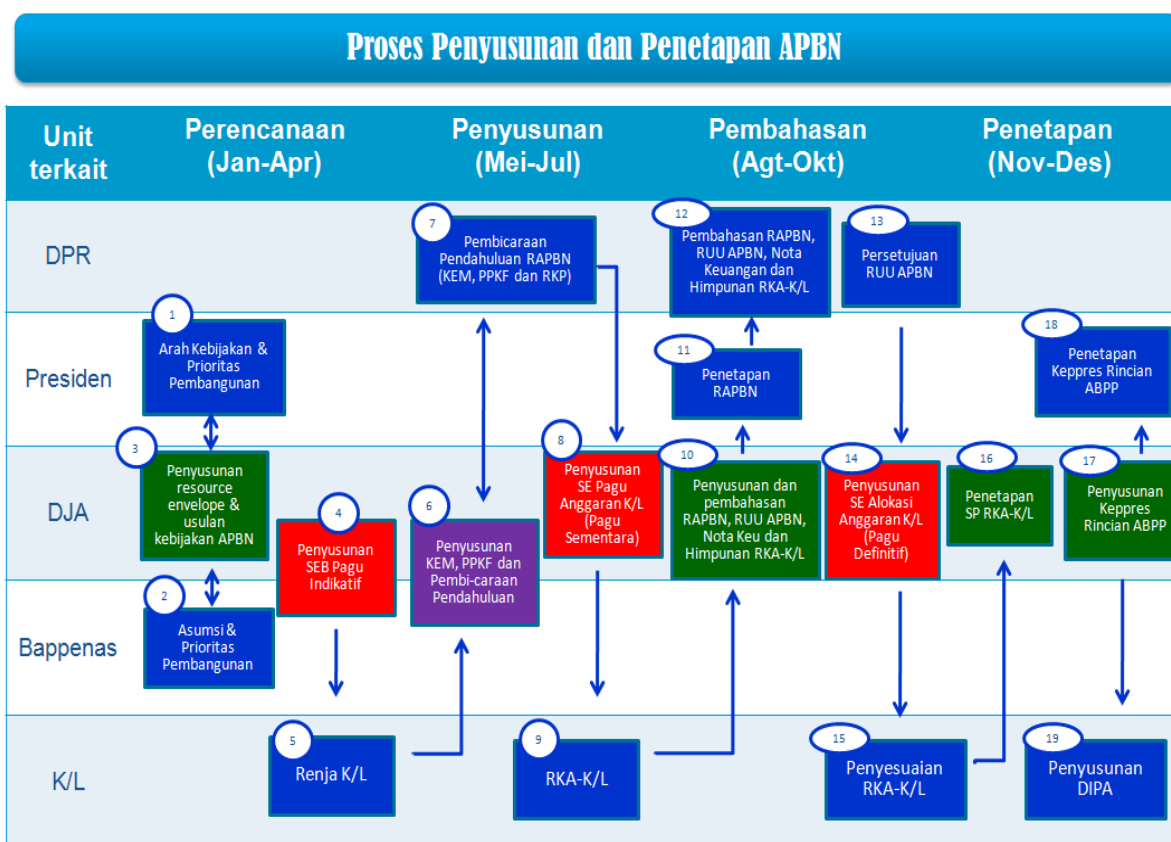 Proses Penyusunan dan Penetapan APBN
Unit
terkait
Perencanaan
(Jan-Apr)
Penyusunan
(Mei-Jul)
Pembahasan
(Agt-Okt)
Penetapan
(Nov-Des)
DPR
7
Pembicaraan
Pendahuluan RAPBN
(KEM, PPKF dan RKP)
12
Pembahasan RAPBN,
RUU APBN, Nota
Keuangan dan
Himpunan RKA-K/L
13
Persetujuan
RUU APBN
Presiden
1
Arah Kebijakan &
Prioritas
Pembangunan
11
Penetapan
RAPBN
18
Penetapan
Keppres Rincian
ABPP
DJA
3
Penyusunan
resource
envelope &
usulan
kebijakan APBN
4
Penyusunan
SEB Pagu
Indikatif
6
Penyusunan
KEM, PPKF dan
Pembi-caraan
Pendahuluan
8
Penyusunan
SE Pagu
Anggaran K/L
(Pagu
Sementara)
10
Penyusunan dan
pembahasan
RAPBN, RUU APBN,
Nota Keu dan
Himpunan RKA-K/L
14
Penyusunan
SE Alokasi
Anggaran K/L
(Pagu
Definitif)
16
Penetapan
SP RKA-K/L
17
Penyusunan
Keppres
Rincian ABPP
Bappenas
2
Asumsi &
Prioritas
Pembangunan
K/L
5
Renja K/L
9
RKA-K/L
15
Penyesuaian
RKA-K/L
19
Penyusunan
DIPA